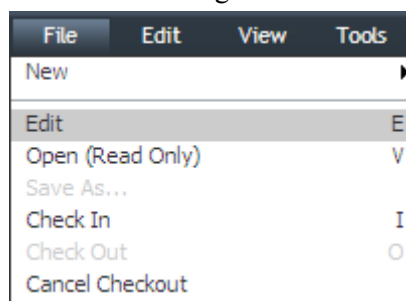 File Edit View Tools
New
Edit E
Open (Read Only) V
Save As...
Check In I
Check Out O
Cancel Checkout